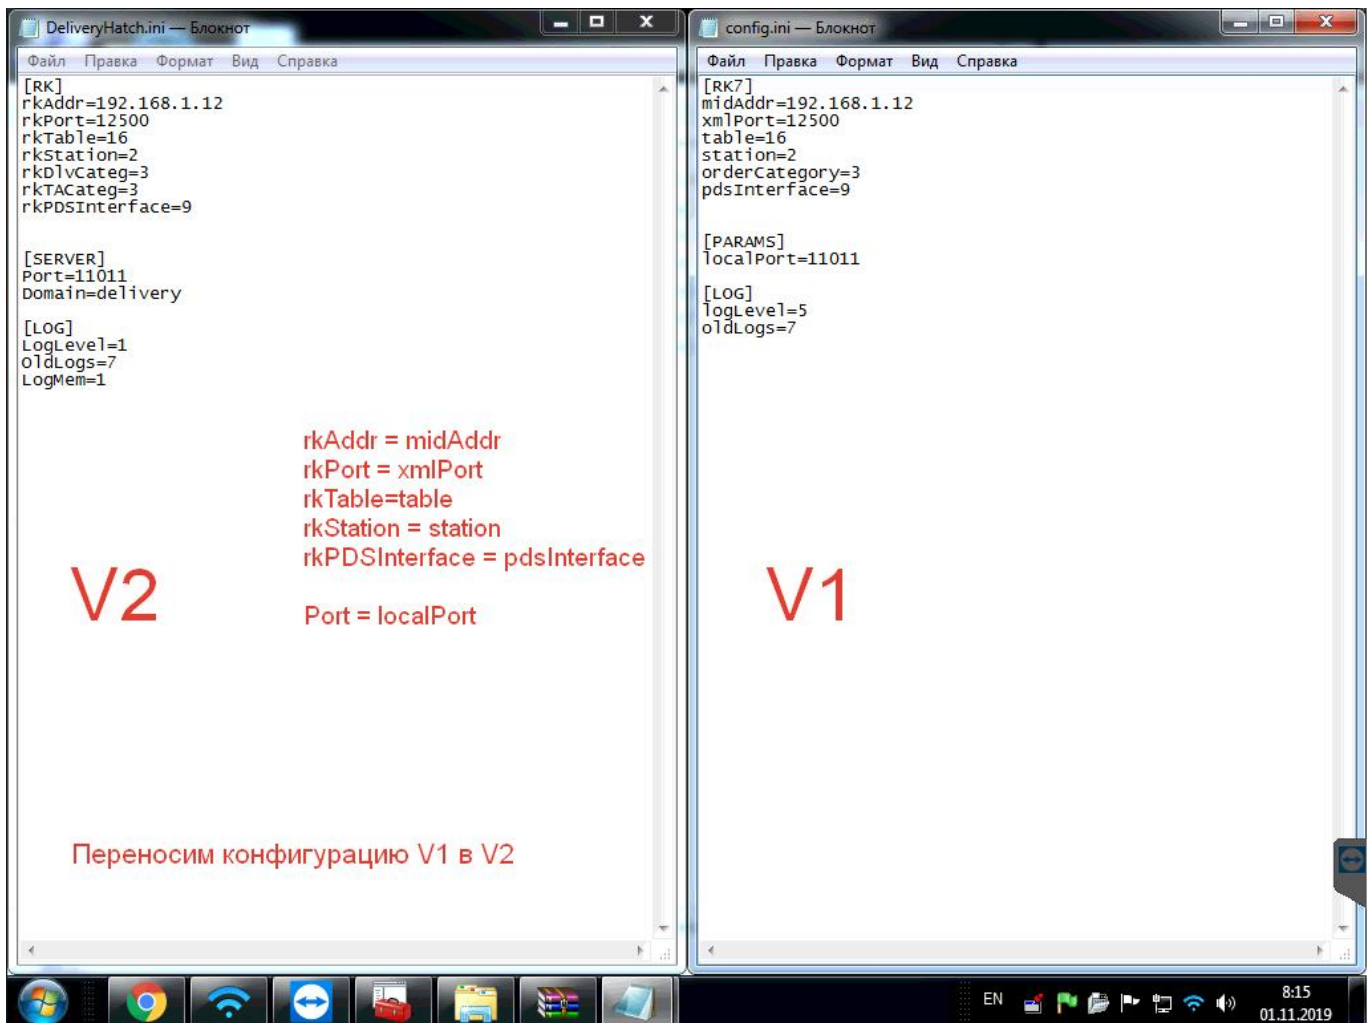 DeliveryHatch.ini — Блокнот
Файл Правка Формат Вид Справка
[RK]
rkAddr=192.168.1.12
rkPort=12500
rkTable=16
rkStation=2
rkDlvCateg=3
rkTACateg=3
rkPDSInterface=9
[SERVER]
Port=11011
Domain=delivery
[LOG]
LogLevel=1
OldLogs=7
LogMem=1
rkAddr = midAddr
rkPort = xmlPort
rkTable=table
rkStation = station
rkPDSInterface = pdsInterface
Port = localPort
V2
Переносим конфигурацию V1 в V2
config.ini — Блокнот
Файл Правка Формат Вид Справка
[RK7]
midAddr=192.168.1.12
xmlPort=12500
table=16
station=2
orderCategory=3
pdsInterface=9
[PARAMS]
localPort=11011
[LOG]
logLevel=5
oldLogs=7
V1
EN
8:15
01.11.2019